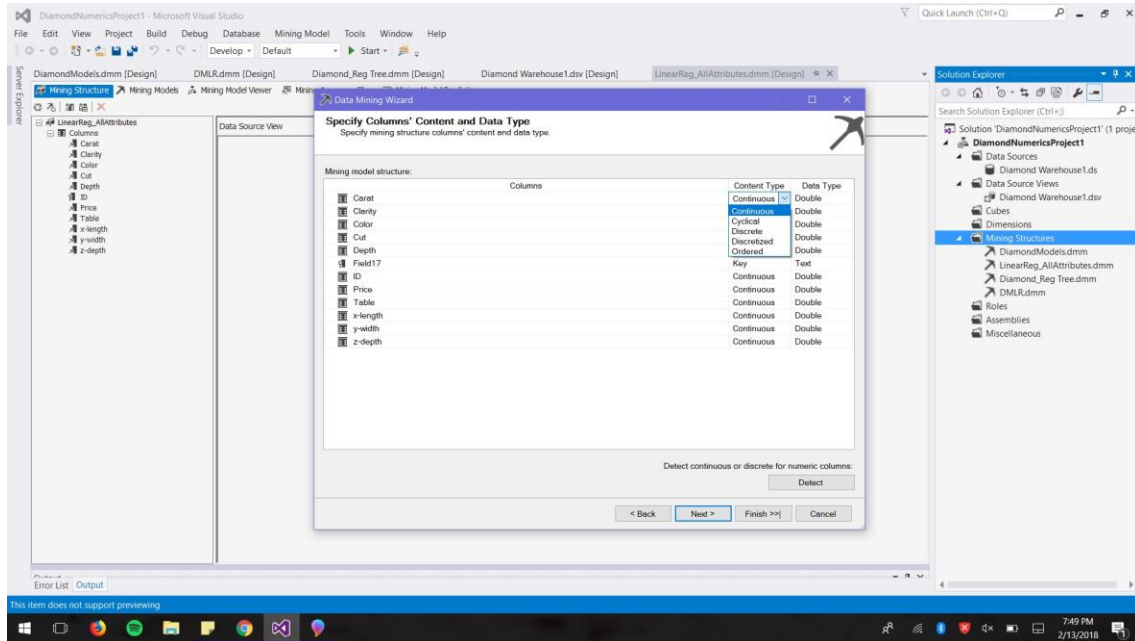 DiamondNumericsProject1 - Microsoft Visual Studio
Quick Launch (Ctrl+Q)
File Edit View Project Build Debug Database Mining Model Tools Window Help
Develop - Default
Start
Server Explorer
DiamondModels.dmm [Design] DMLR.dmm [Design] Diamond_Reg Tree.dmm [Design] Diamond Warehouse1.dsv [Design] LinearReg_AllAttributes.dmm [Design]
Mining Structure Mining Models Mining Model Viewer
LinearReg_AllAttributes
Columns
Carat
Clarity
Color
Cut
Depth
ID
Price
Table
x-length
y-width
z-depth
Data Source View
Data Mining Wizard
Specify Columns' Content and Data Type
Specify mining structure columns' content and data type.
Mining model structure:
Columns Content Type Data Type
Carat Continuous Double
Clarity Double
Color Double
Cut Double
Depth Double
Continuous
Cyclical
Discrete
Discretized
Ordered
Field17 Key Text
ID Continuous Double
Price Continuous Double
Table Continuous Double
x-length Continuous Double
y-width Continuous Double
z-depth Continuous Double
Detect continuous or discrete for numeric columns:
Detect
< Back Next > Finish >>| Cancel
Solution Explorer
Search Solution Explorer (Ctrl+;)
Solution 'DiamondNumericsProject1' (1 proje
DiamondNumericsProject1
Data Sources
Diamond Warehouse1.ds
Data Source Views
Diamond Warehouse1.dsv
Cubes
Dimensions
Mining Structures
DiamondModels.dmm
LinearReg_AllAttributes.dmm
Diamond_Reg Tree.dmm
DMLR.dmm
Roles
Assemblies
Miscellaneous
Error List Output
This item does not support previewing
7:49 PM
2/13/2018